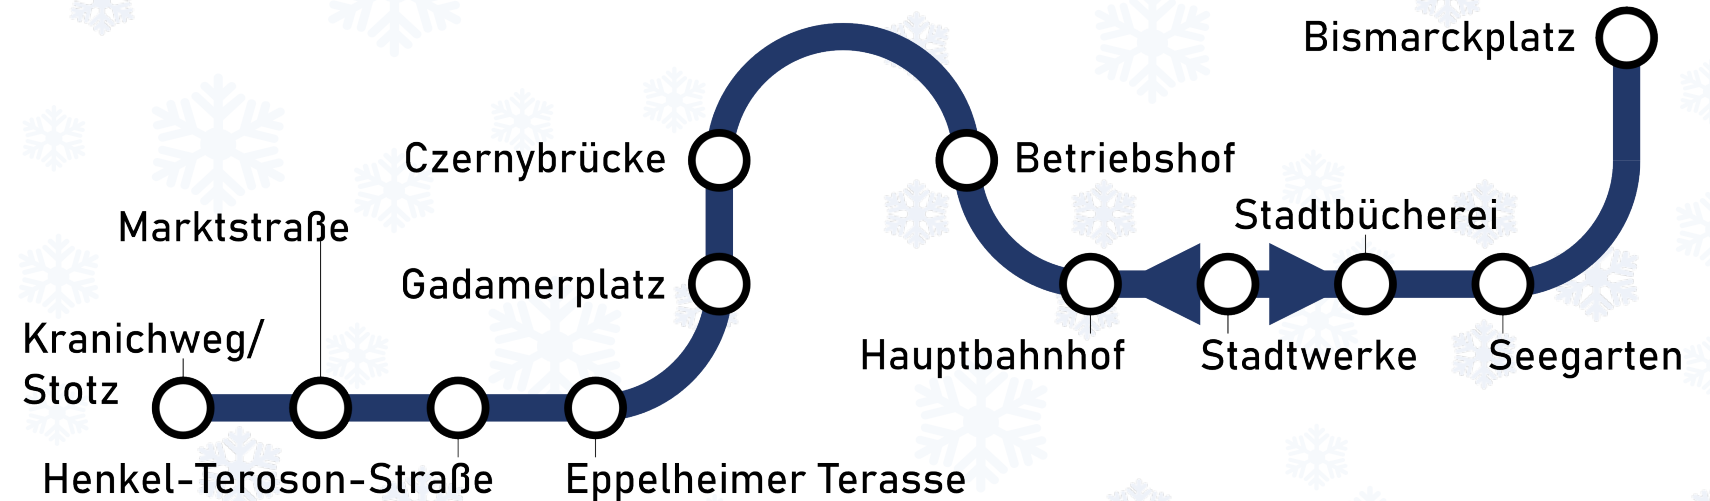 Bismarckplatz
Czernybrücke
Betriebshof
Stadtbücherei
Marktstraße
Gadamerplatz
Kranichweg/
Stotz
Hauptbahnhof
Stadtwerke
Seegarten
Henkel-Teroson-Straße
Eppelheimer Terasse